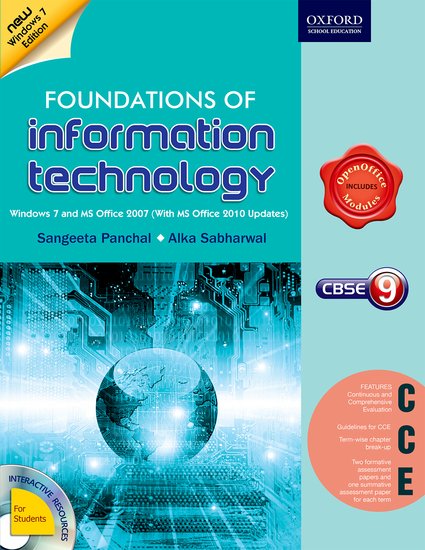 new
Windows 7
Edition
OXFORD
SCHOOL EDUCATION
FOUNDATIONS OF
information
technology
Windows 7 and MS Office 2007 (With MS Office 2010 Updates)
Sangeeta Panchal ◆ Alka Sabharwal
OpenOffice
INCLUDES
Modules
CBSE 9
FEATURES
Continuous and
Comprehensive
Evaluation
Guidelines for CCE
Term-wise chapter
break-up
Two formative
assessment
papers and
one summative
assessment paper
for each term
C
C
E
INTERACTIVE RESOURCES
For
Students